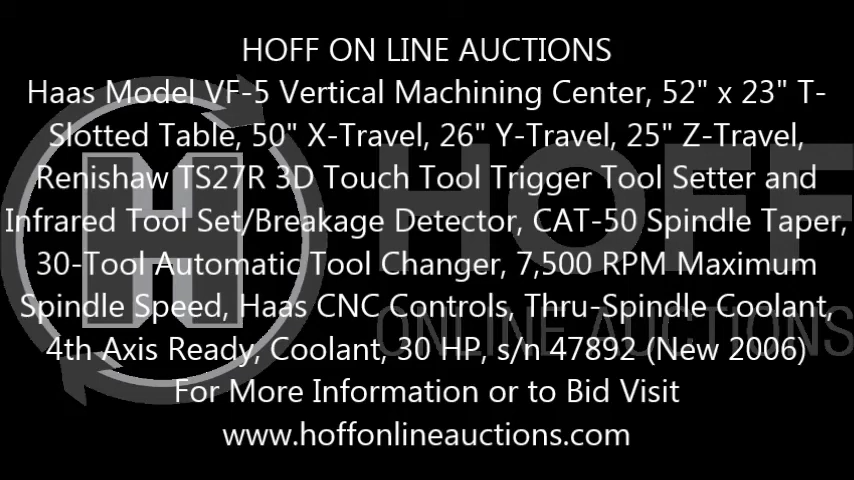 HOFF ON LINE AUCTIONS
Haas Model VF-5 Vertical Machining Center, 52" x 23" T-
Slotted Table, 50" X-Travel, 26" Y-Travel, 25" Z-Travel,
Renishaw TS27R 3D Touch Tool Trigger Tool Setter and
Infrared Tool Set/Breakage Detector, CAT-50 Spindle Taper,
30-Tool Automatic Tool Changer, 7,500 RPM Maximum
Spindle Speed, Haas CNC Controls, Thru-Spindle Coolant,
4th Axis Ready, Coolant, 30 HP, s/n 47892 (New 2006)
For More Information or to Bid Visit
www.hoffonlineauctions.com
H
HOFF
ONLINE AUCTIONS